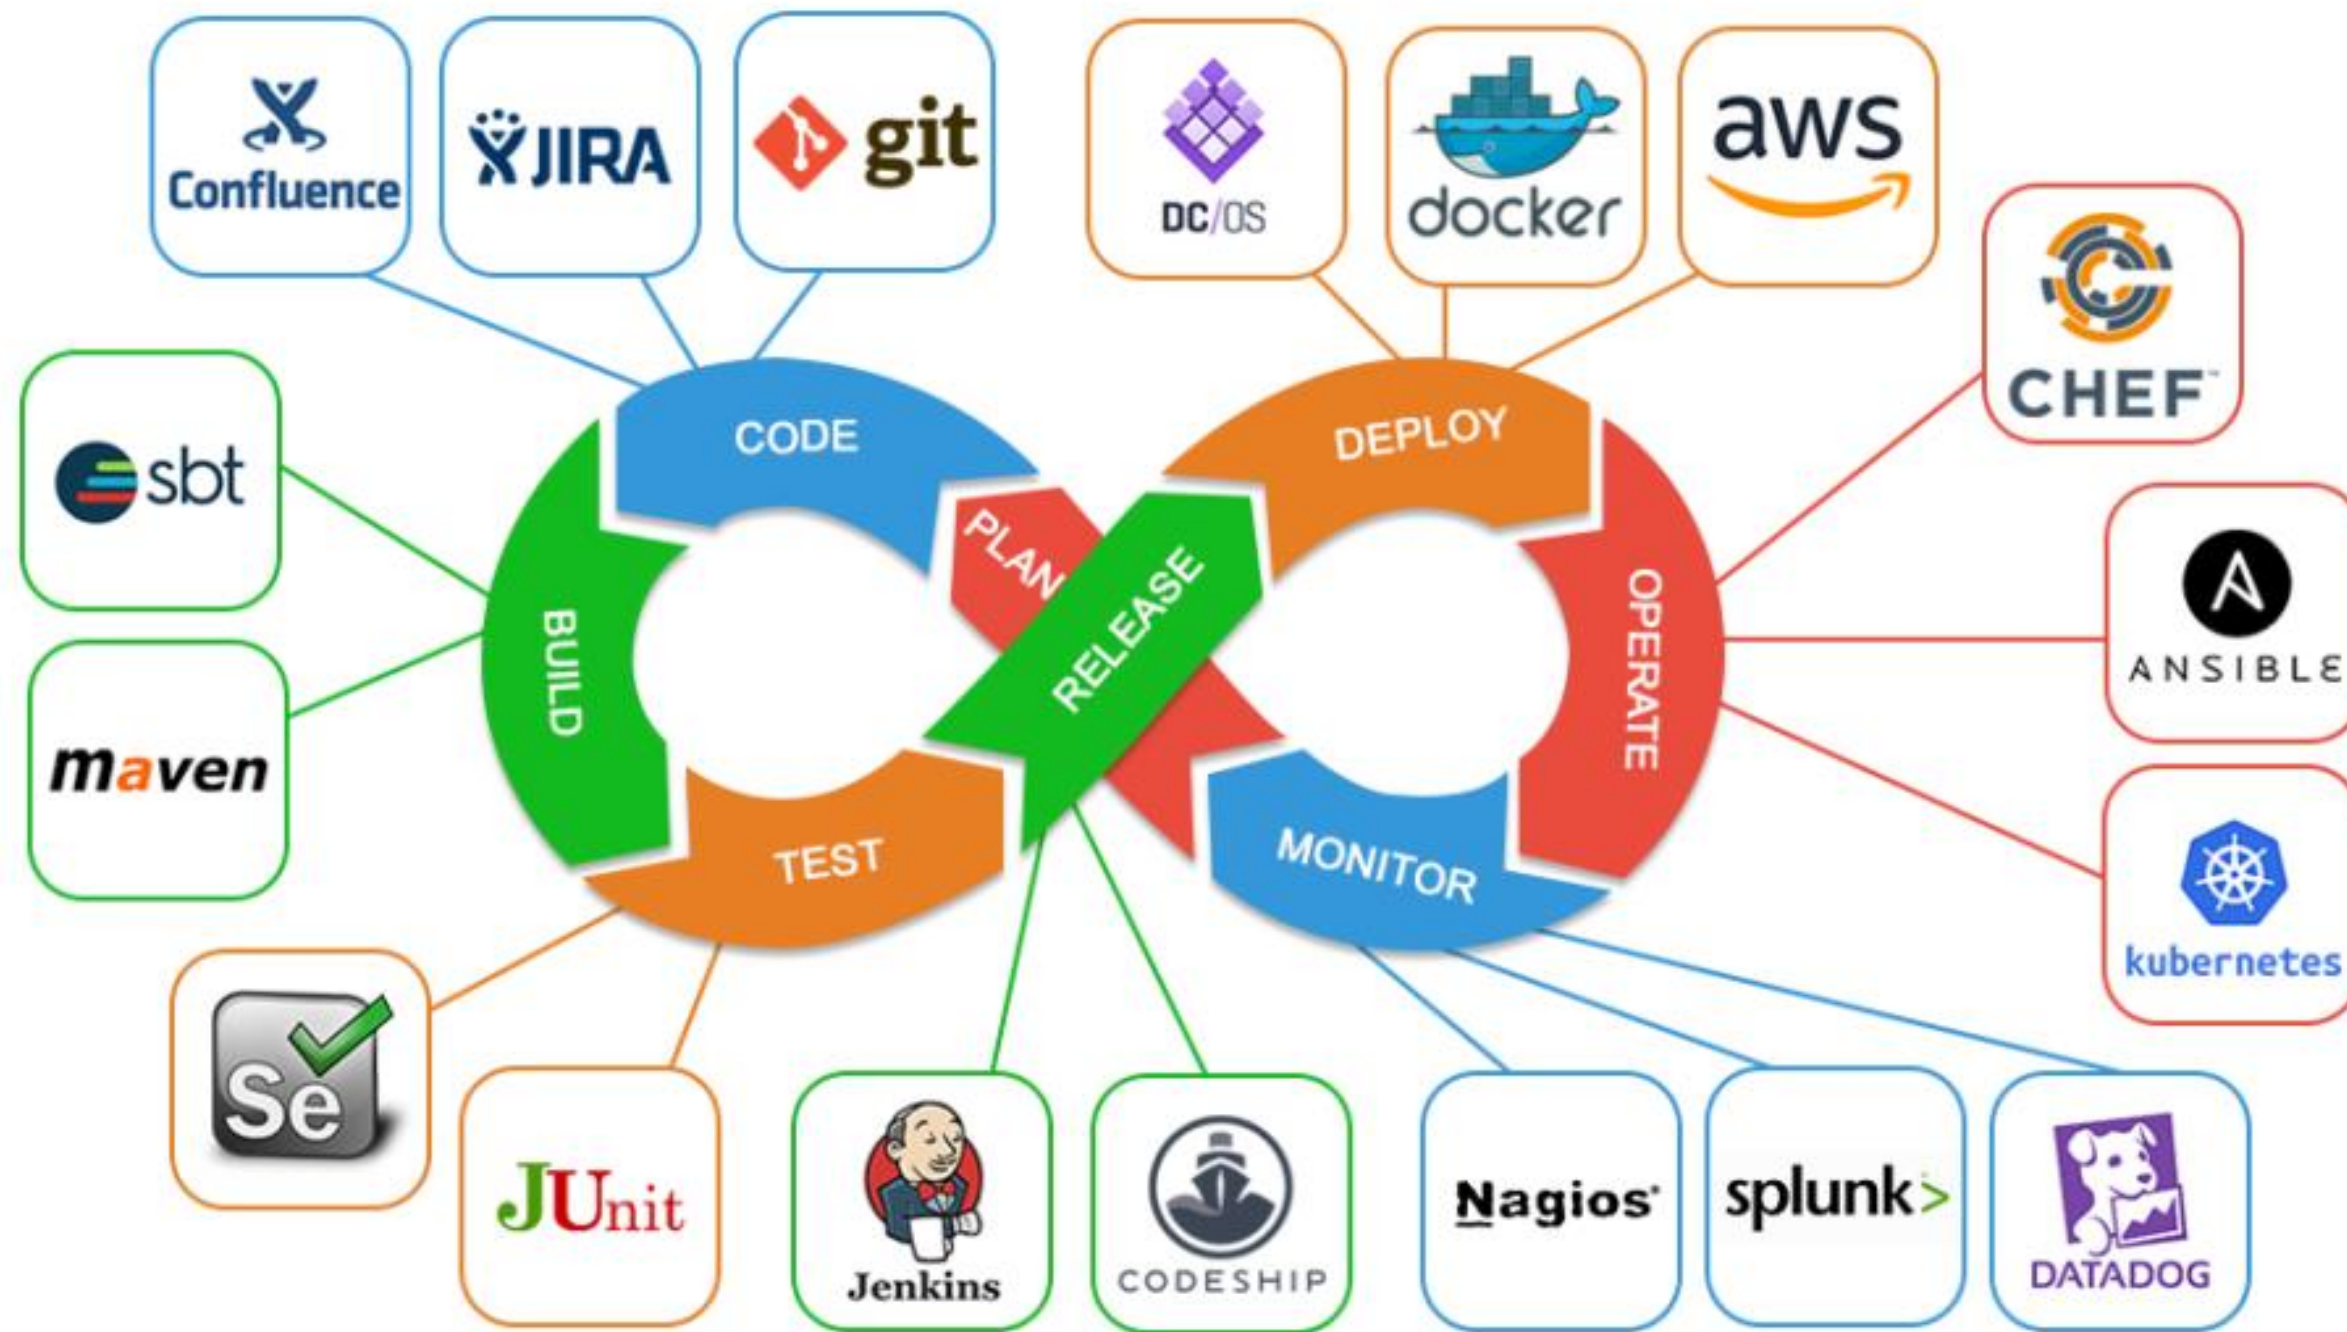 Confluence
JIRA
git
DC/OS
docker
aws
CHEF™
sbt
CODE
DEPLOY
PLAN
RELEASE
BUILD
OPERATE
ANSIBLE
maven
TEST
MONITOR
kubernetes
Se
JUnit
Jenkins
CODESHIP
Nagios®
splunk>
DATADOG